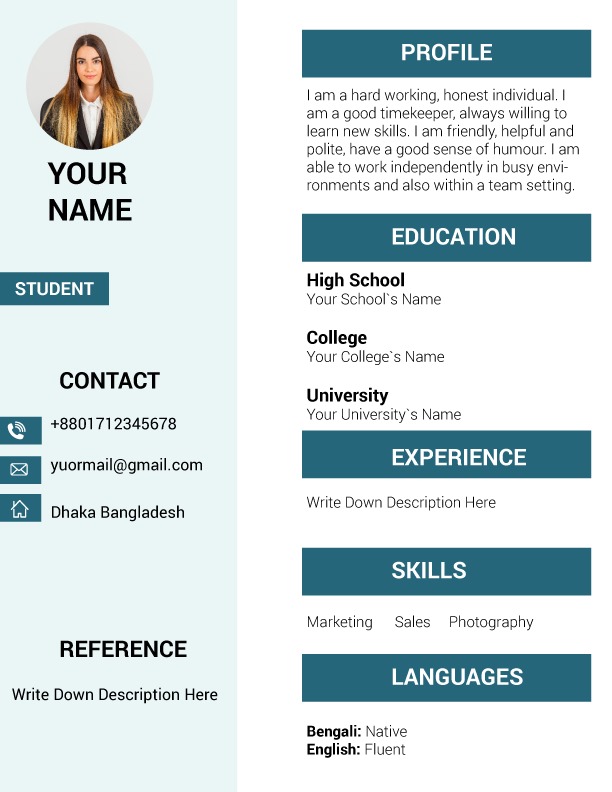 YOUR
NAME
STUDENT
CONTACT
+8801712345678
yuormail@gmail.com
Dhaka Bangladesh
REFERENCE
Write Down Description Here
PROFILE
I am a hard working, honest individual. I
am a good timekeeper, always willing to
learn new skills. I am friendly, helpful and
polite, have a good sense of humour. I am
able to work independently in busy envi-
ronments and also within a team setting.
EDUCATION
High School
Your School`s Name
College
Your College`s Name
University
Your University`s Name
EXPERIENCE
Write Down Description Here
SKILLS
Marketing Sales Photography
LANGUAGES
Bengali: Native
English: Fluent